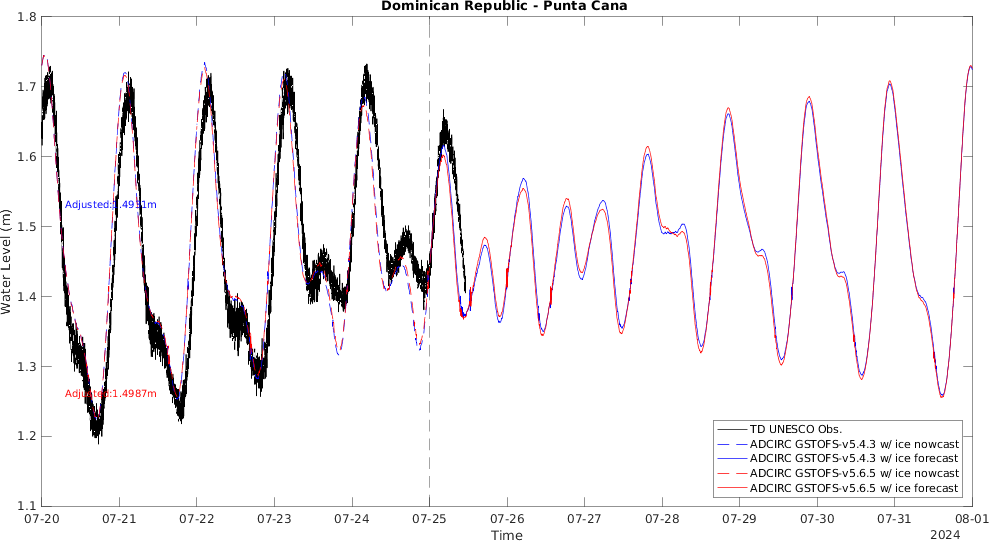 Dominican Republic - Punta Cana
1.8
1.7
1.6
1.5
1.4
1.3
1.2
1.1
Water Level (m)
Adjusted:1.4987m
TD UNESCO Obs.
ADCIRC GSTOFS-v5.4.3 w/ ice nowcast
ADCIRC GSTOFS-v5.4.3 w/ ice forecast
ADCIRC GSTOFS-v5.6.5 w/ ice nowcast
ADCIRC GSTOFS-v5.6.5 w/ ice forecast
07-20 07-21 07-22 07-23 07-24 07-25 07-26 07-27 07-28 07-29 07-30 07-31 08-01
Time
2024